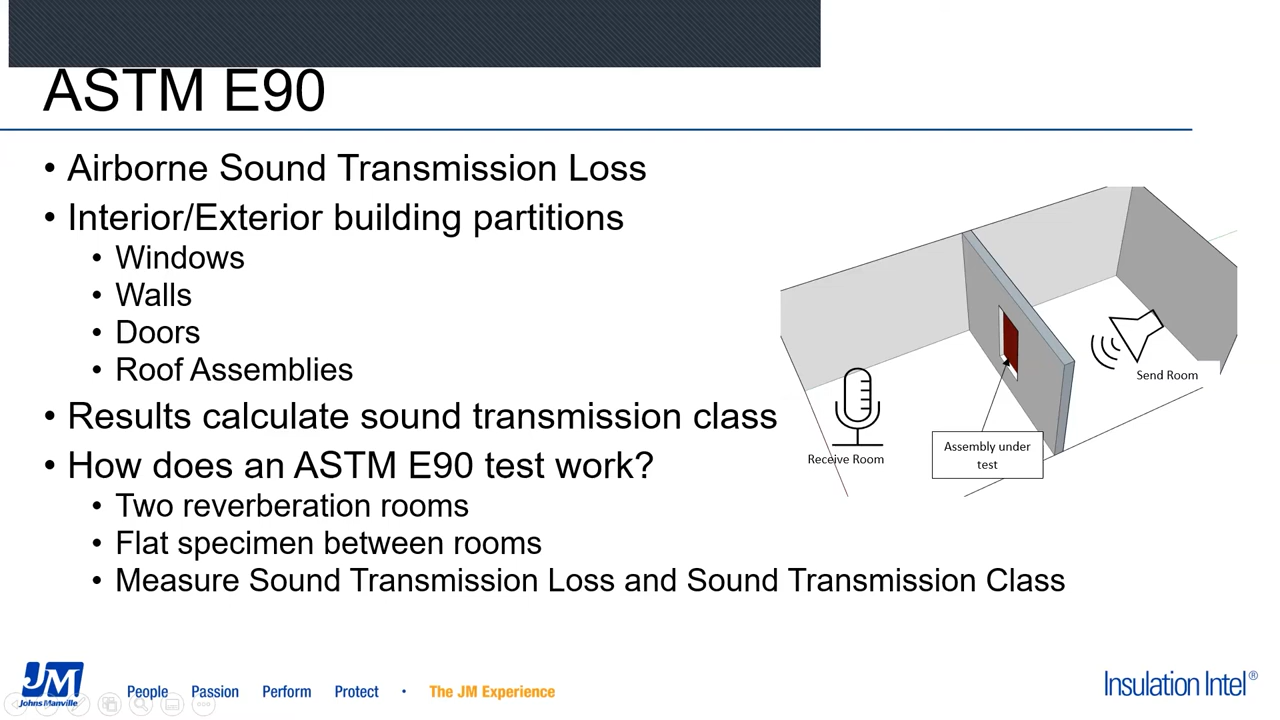 ASTM E90
• Airborne Sound Transmission Loss
• Interior/Exterior building partitions
• Windows
• Walls
• Doors
• Roof Assemblies
• Results calculate sound transmission class
• How does an ASTM E90 test work?
• Two reverberation rooms
• Flat specimen between rooms
• Measure Sound Transmission Loss and Sound Transmission Class
Send Room
Receive Room
Assembly under
test
JM
Johns Manville
People Passion Perform Protect • The JM Experience
Insulation Intel®